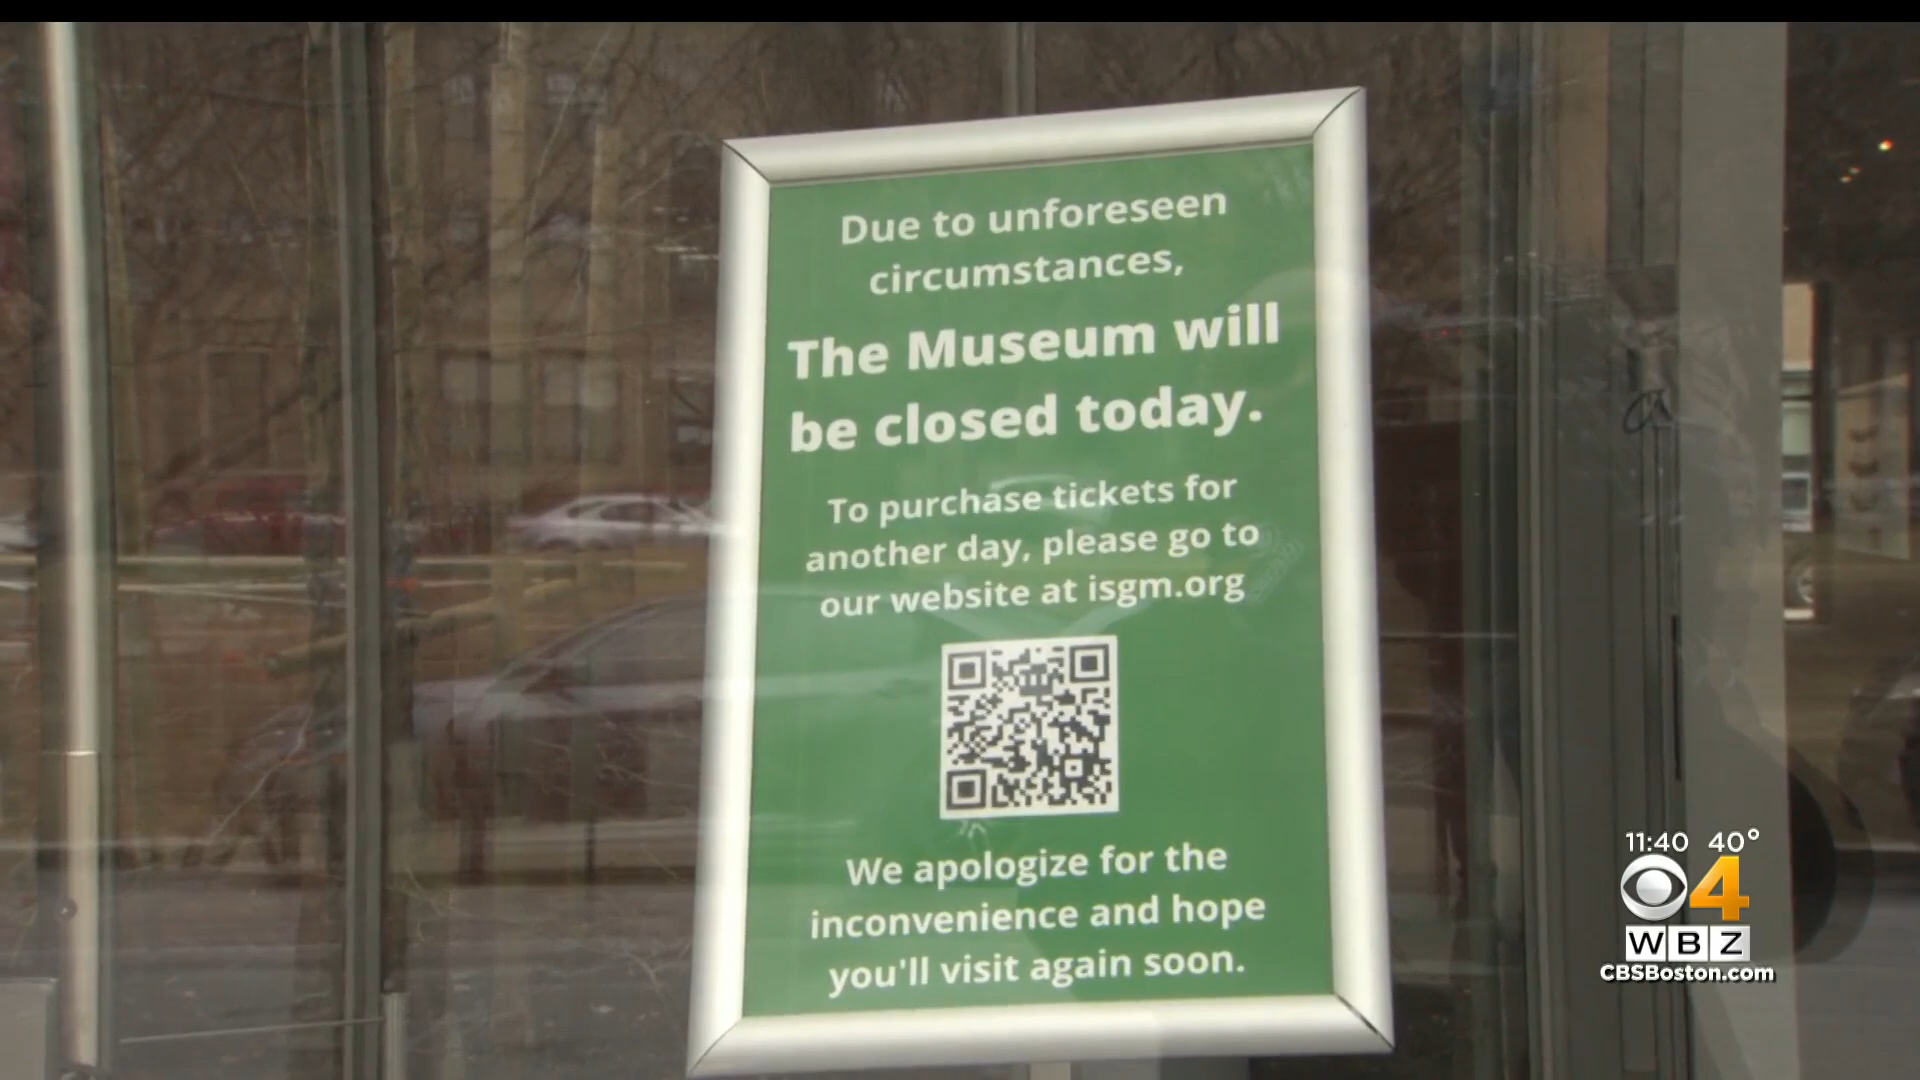 Due to unforeseen
circumstances,
The Museum will
be closed today.
To purchase tickets for
another day, please go to
our website at isgm.org
We apologize for the
inconvenience and hope
you'll visit again soon.
11:40 40°
4
WBZ
CBSBoston.com